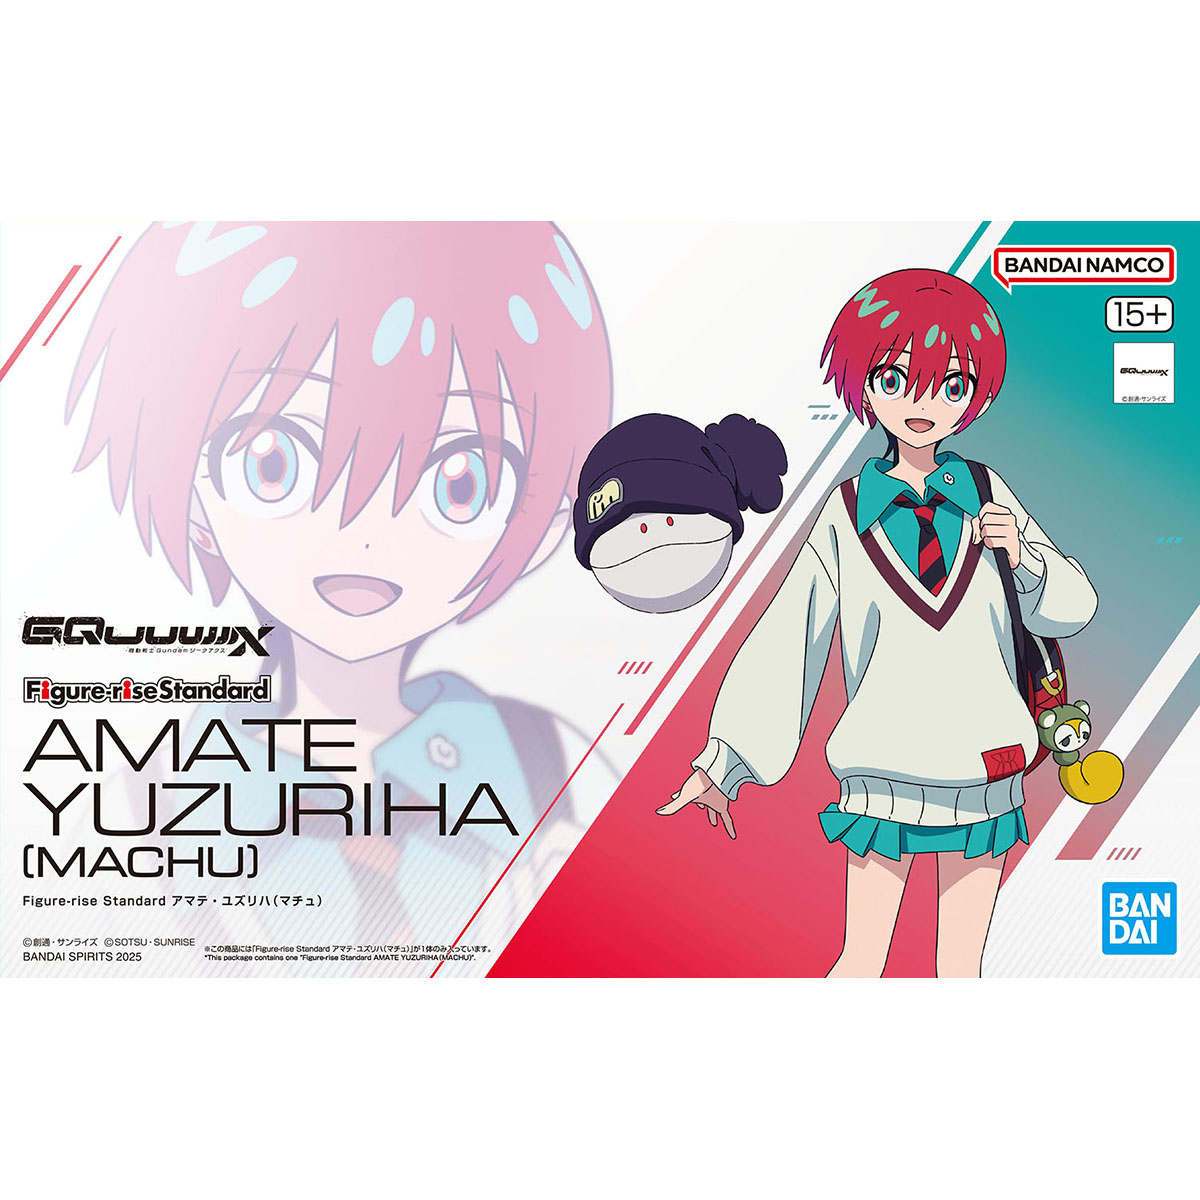 BANDAI NAMCO
15+
GQuuuuuuX
©創通・サンライズ
GQuuuuuuX
機動戦士Gundam ジークアクス
Figure-rise Standard
AMATE
YUZURIHA
(MACHU)
Figure-rise Standard アマテ・ユズリハ(マチュ)
©創通・サンライズ ©SOTSU・SUNRISE
BANDAI SPIRITS 2025
※この商品には「Figure-rise Standard アマテ・ユズリハ(マチュ)」が1体のみ入っています。
*This package contains one "Figure-rise Standard AMATE YUZURIHA(MACHU)".
BAN
DAI